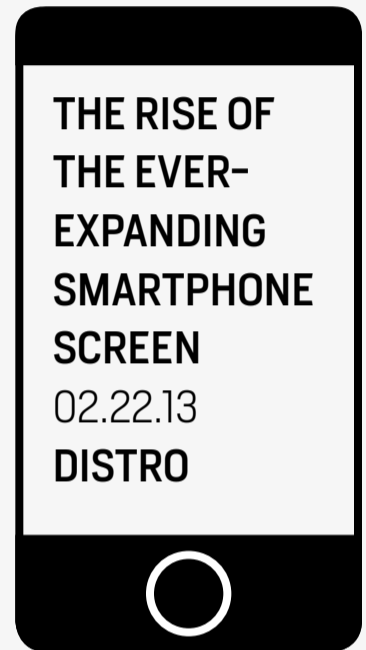 THE RISE OF
THE EVER-
EXPANDING
SMARTPHONE
SCREEN
02.22.13
DISTRO